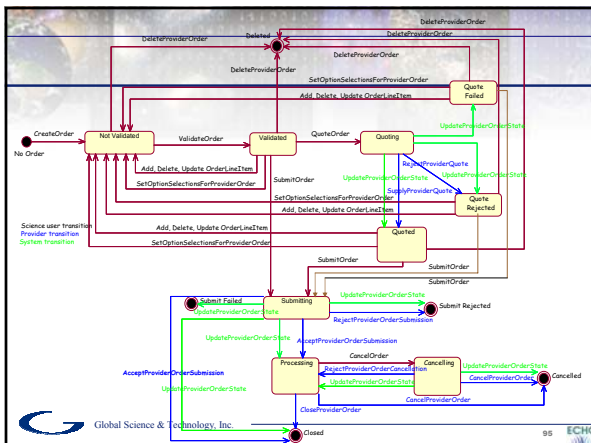 DeleteProviderOrder
DeleteProviderOrder
DeleteProviderOrder
Deleted
DeleteProviderOrder
DeleteProviderOrder
SetOptionSelectionsForProviderOrder
Quote
Failed
Add, Delete, Update OrderLineItem
UpdateProviderOrderState
CreateOrder
Not Validated
ValidateOrder
Validated
QuoteOrder
Quoting
No Order
RejectProviderQuote
Add, Delete, Update OrderLineItem
UpdateProviderOrderState
UpdateProviderOrderState
SetOptionSelectionsForProviderOrder
SubmitOrder
SupplyProviderQuote
SetOptionSelectionsForProviderOrder
Quote
Rejected
Add, Delete, Update OrderLineItem
Science user transition
Provider transition
System transition
Add, Delete, Update OrderLineItem
Quoted
SetOptionSelectionsForProviderOrder
SubmitOrder
SubmitOrder
SubmitOrder
Submitting
UpdateProviderOrderState
Submit Failed
UpdateProviderOrderState
Submit Rejected
RejectProviderOrderSubmission
UpdateProviderOrderState
AcceptProviderOrderSubmission
CancelOrder
Processing
Cancelling
RejectProviderOrderCancellation
UpdateProviderOrderState
AcceptProviderOrderSubmission
UpdateProviderOrderState
CancelProviderOrder
Cancelled
UpdateProviderOrderState
CancelProviderOrder
CloseProviderOrder
Global Science & Technology, Inc.
95
ECHO
Closed